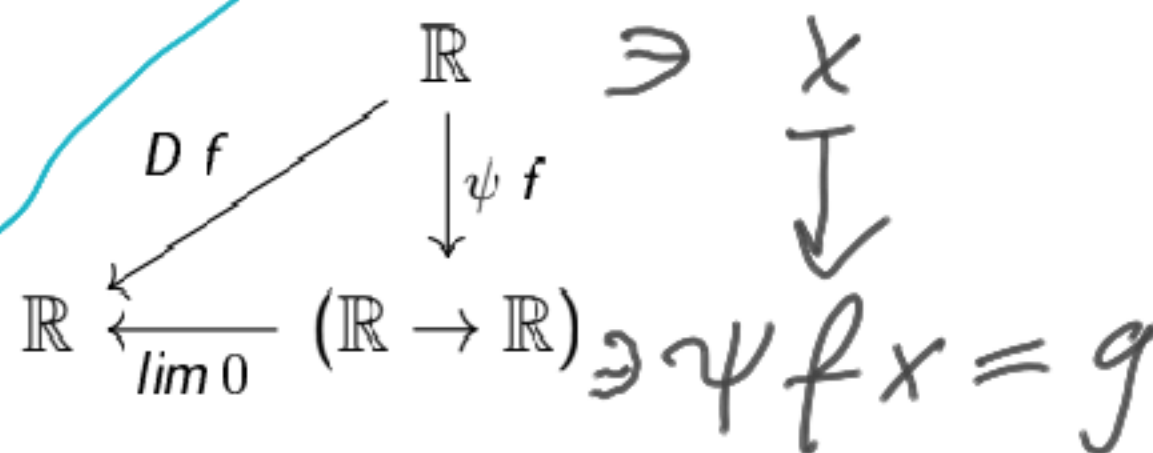 ℝ ∋ x
D f ψ f
ℝ (ℝ → ℝ) ∋ ψ f x = g
lim 0